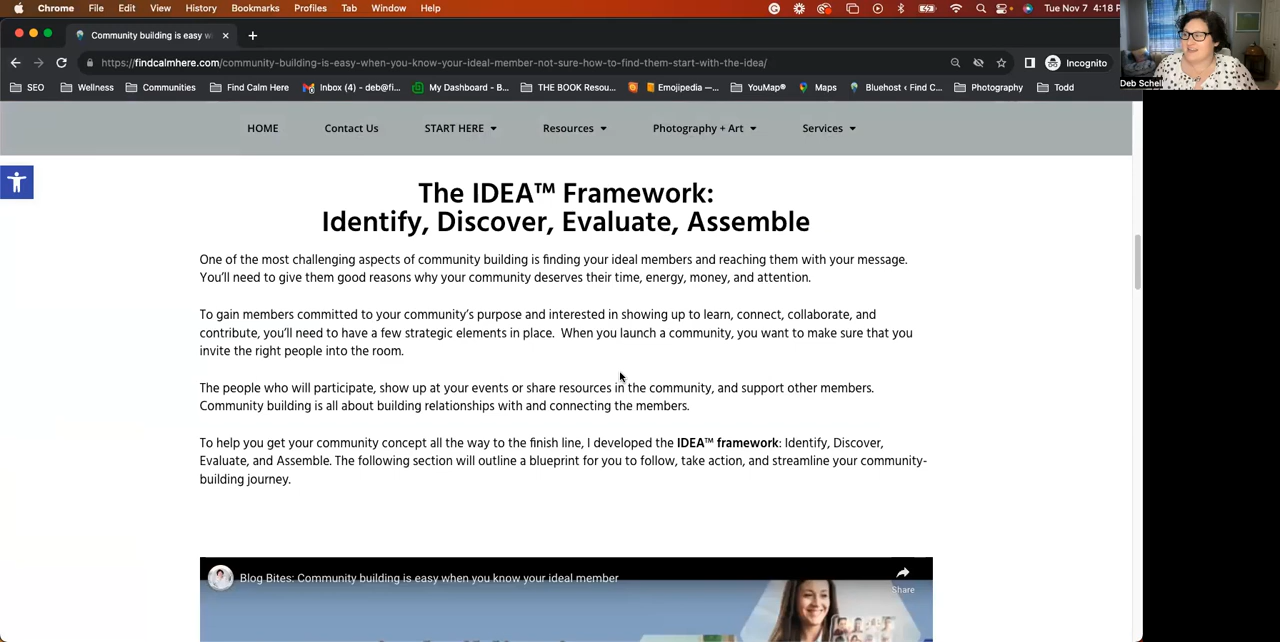 Chrome File Edit View History Bookmarks Profiles Tab Window Help
Tue Nov 7 4:18 P
Community building is easy w
https://findcalmhere.com/community-building-is-easy-when-you-know-your-ideal-member-not-sure-how-to-find-them-start-with-the-idea/
Incognito
Deb Schell
SEO Wellness Communities Find Calm Here Inbox (4) - deb@fi... My Dashboard - B... THE BOOK Resou... Emojipedia —... YouMap® Maps Bluehost ‹ Find C... Photography Todd
HOME Contact Us START HERE Resources Photography + Art Services
The IDEA™ Framework:
Identify, Discover, Evaluate, Assemble
One of the most challenging aspects of community building is finding your ideal members and reaching them with your message.
You'll need to give them good reasons why your community deserves their time, energy, money, and attention.
To gain members committed to your community's purpose and interested in showing up to learn, connect, collaborate, and
contribute, you'll need to have a few strategic elements in place. When you launch a community, you want to make sure that you
invite the right people into the room.
The people who will participate, show up at your events or share resources in the community, and support other members.
Community building is all about building relationships with and connecting the members.
To help you get your community concept all the way to the finish line, I developed the IDEA™ framework: Identify, Discover,
Evaluate, and Assemble. The following section will outline a blueprint for you to follow, take action, and streamline your community-
building journey.
Blog Bites: Community building is easy when you know your ideal member
Share